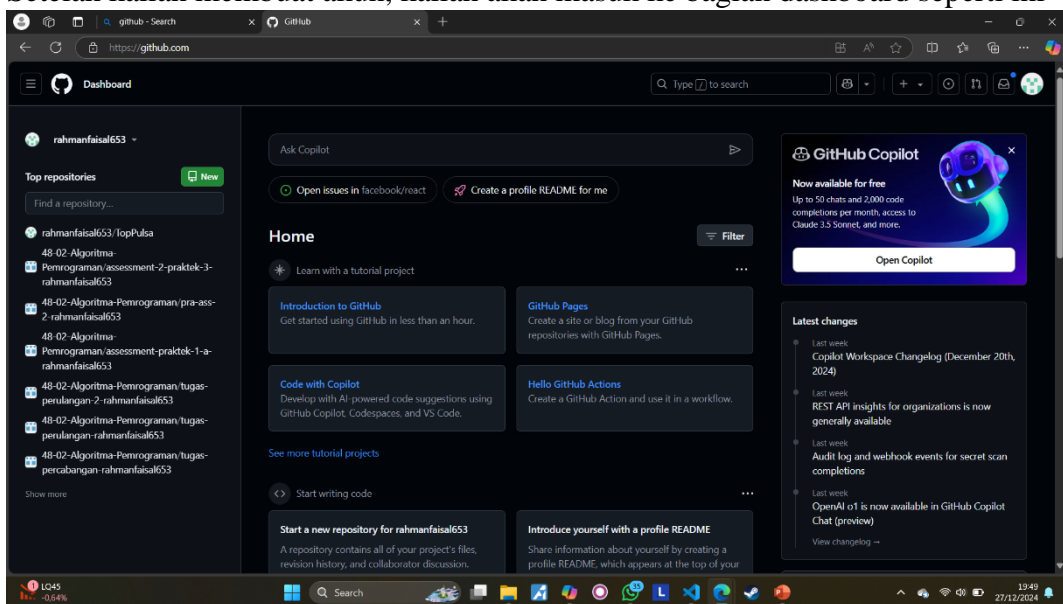 Setelah kalian membuat akun, kalian akan masuk ke bagian dashboard seperti ini
github - Search
GitHub
https://github.com
Dashboard
Type / to search
rahmanfaisal653
Top repositories
New
Find a repository...
rahmanfaisal653/TopPulsa
48-02-Algoritma-
Pemrograman/assessment-2-praktek-3-
rahmanfaisal653
48-02-Algoritma-Pemrograman/pra-ass-
2-rahmanfaisal653
48-02-Algoritma-
Pemrograman/assessment-praktek-1-a-
rahmanfaisal653
48-02-Algoritma-Pemrograman/tugas-
perulangan-2-rahmanfaisal653
48-02-Algoritma-Pemrograman/tugas-
perulangan-rahmanfaisal653
48-02-Algoritma-Pemrograman/tugas-
percabangan-rahmanfaisal653
Show more
Ask Copilot
Open issues in facebook/react
Create a profile README for me
Home
Filter
Learn with a tutorial project
Introduction to GitHub
Get started using GitHub in less than an hour.
GitHub Pages
Create a site or blog from your GitHub
repositories with GitHub Pages.
Code with Copilot
Develop with AI-powered code suggestions using
GitHub Copilot, Codespaces, and VS Code.
Hello GitHub Actions
Create a GitHub Action and use it in a workflow.
See more tutorial projects
Start writing code
Start a new repository for rahmanfaisal653
A repository contains all of your project's files,
revision history, and collaborator discussion.
Introduce yourself with a profile README
Share information about yourself by creating a
profile README, which appears at the top of your
GitHub Copilot
Now available for free
Up to 50 chats and 2,000 code
completions per month, access to
Claude 3.5 Sonnet, and more.
Open Copilot
Latest changes
Last week
Copilot Workspace Changelog (December 20th,
2024)
Last week
REST API insights for organizations is now
generally available
Last week
Audit log and webhook events for secret scan
completions
Last week
OpenAI o1 is now available in GitHub Copilot
Chat (preview)
View changelog →
1
LQ45
-0.64%
Search
35
L
19:49
27/12/2024